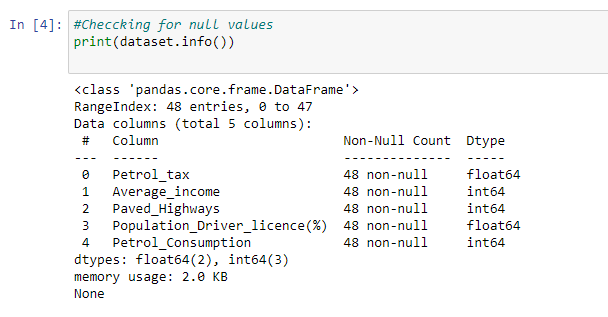 In [4]: #Checcking for null values
print(dataset.info())
<class 'pandas.core.frame.DataFrame'>
RangeIndex: 48 entries, 0 to 47
Data columns (total 5 columns):
 #   Column                        Non-Null Count  Dtype
---  ------                        --------------  -----
 0   Petrol_tax                    48 non-null     float64
 1   Average_income                48 non-null     int64
 2   Paved_Highways                48 non-null     int64
 3   Population_Driver_licence(%)  48 non-null     float64
 4   Petrol_Consumption            48 non-null     int64
dtypes: float64(2), int64(3)
memory usage: 2.0 KB
None